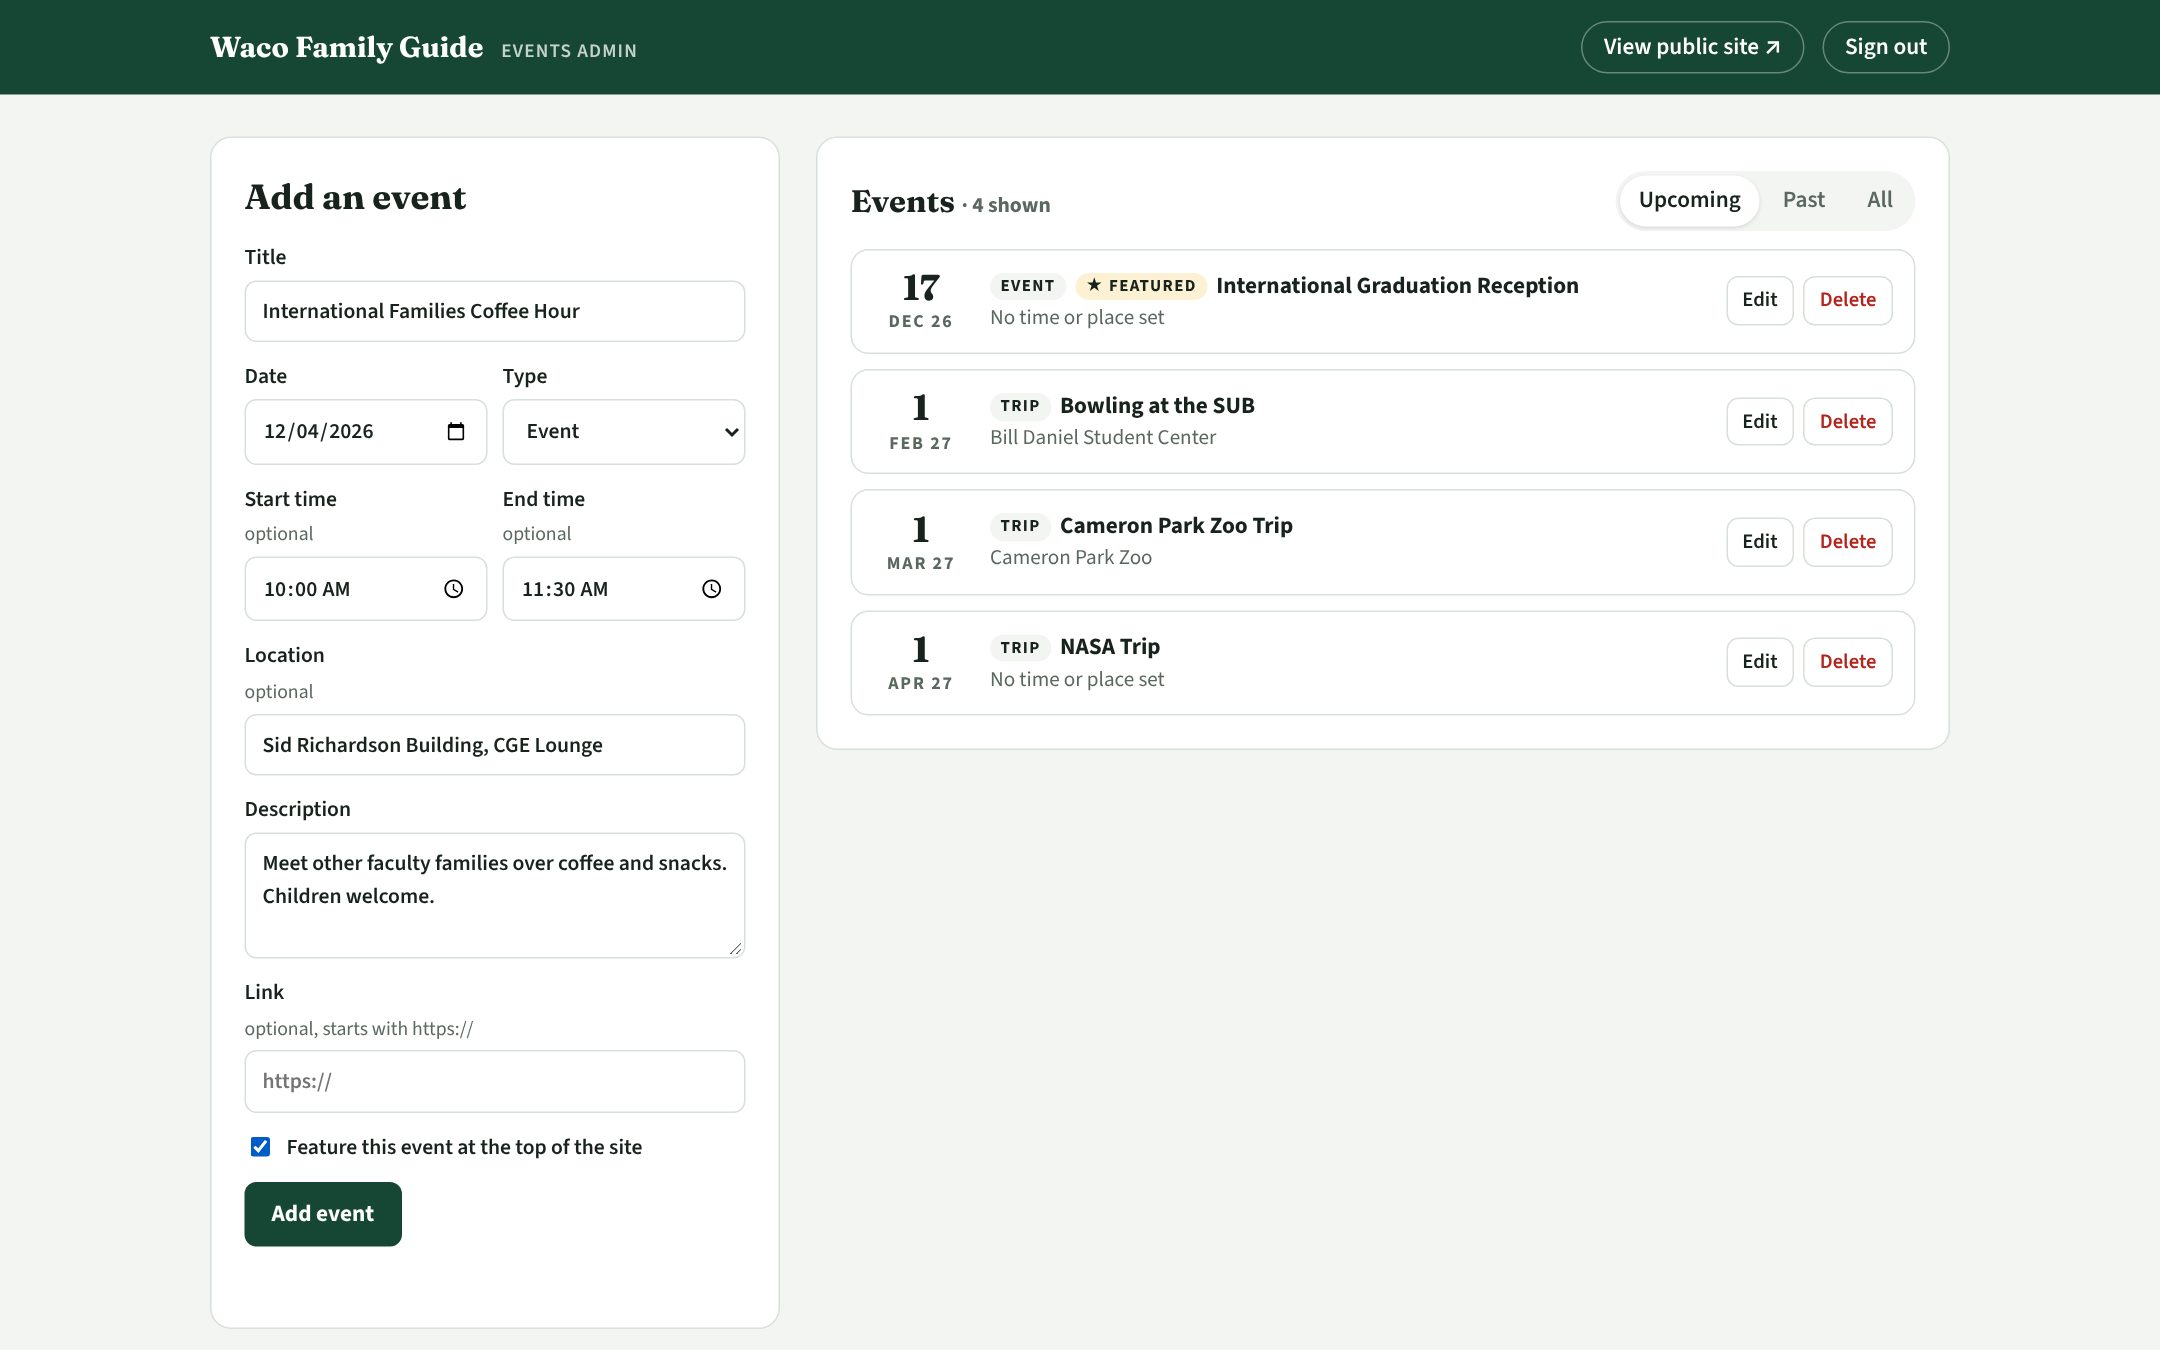 Waco Family Guide EVENTS ADMIN
View public site ↗ Sign out
Add an event
Title
International Families Coffee Hour
Date Type
12/04/2026 Event
Start time End time
optional optional
10:00 AM 11:30 AM
Location
optional
Sid Richardson Building, CGE Lounge
Description
Meet other faculty families over coffee and snacks.
Children welcome.
Link
optional, starts with https://
https://
Feature this event at the top of the site
Add event
Events · 4 shown
Upcoming Past All
17 EVENT ★ FEATURED International Graduation Reception
DEC 26 No time or place set
Edit Delete
1 TRIP Bowling at the SUB
FEB 27 Bill Daniel Student Center
Edit Delete
1 TRIP Cameron Park Zoo Trip
MAR 27 Cameron Park Zoo
Edit Delete
1 TRIP NASA Trip
APR 27 No time or place set
Edit Delete